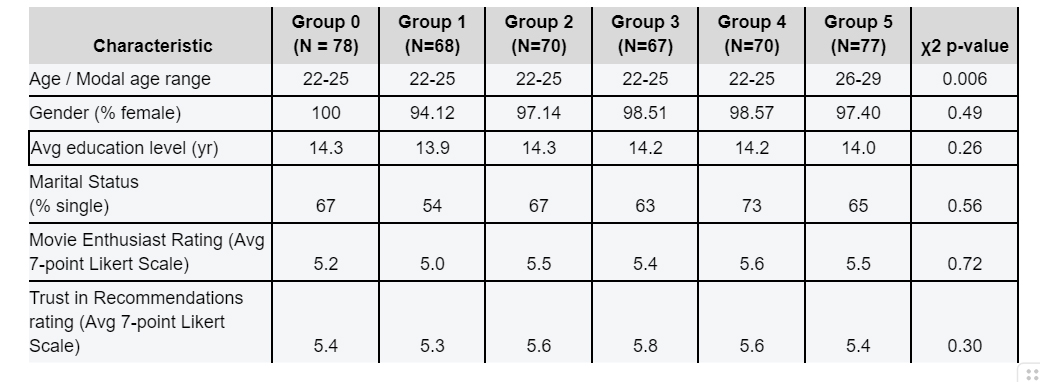 Characteristic Group 0 (N = 78) Group 1 (N=68) Group 2 (N=70) Group 3 (N=67) Group 4 (N=70) Group 5 (N=77) χ2 p-value
Age / Modal age range 22-25 22-25 22-25 22-25 22-25 26-29 0.006
Gender (% female) 100 94.12 97.14 98.51 98.57 97.40 0.49
Avg education level (yr) 14.3 13.9 14.3 14.2 14.2 14.0 0.26
Marital Status
(% single) 67 54 67 63 73 65 0.56
Movie Enthusiast Rating (Avg
7-point Likert Scale) 5.2 5.0 5.5 5.4 5.6 5.5 0.72
Trust in Recommendations
rating (Avg 7-point Likert
Scale) 5.4 5.3 5.6 5.8 5.6 5.4 0.30